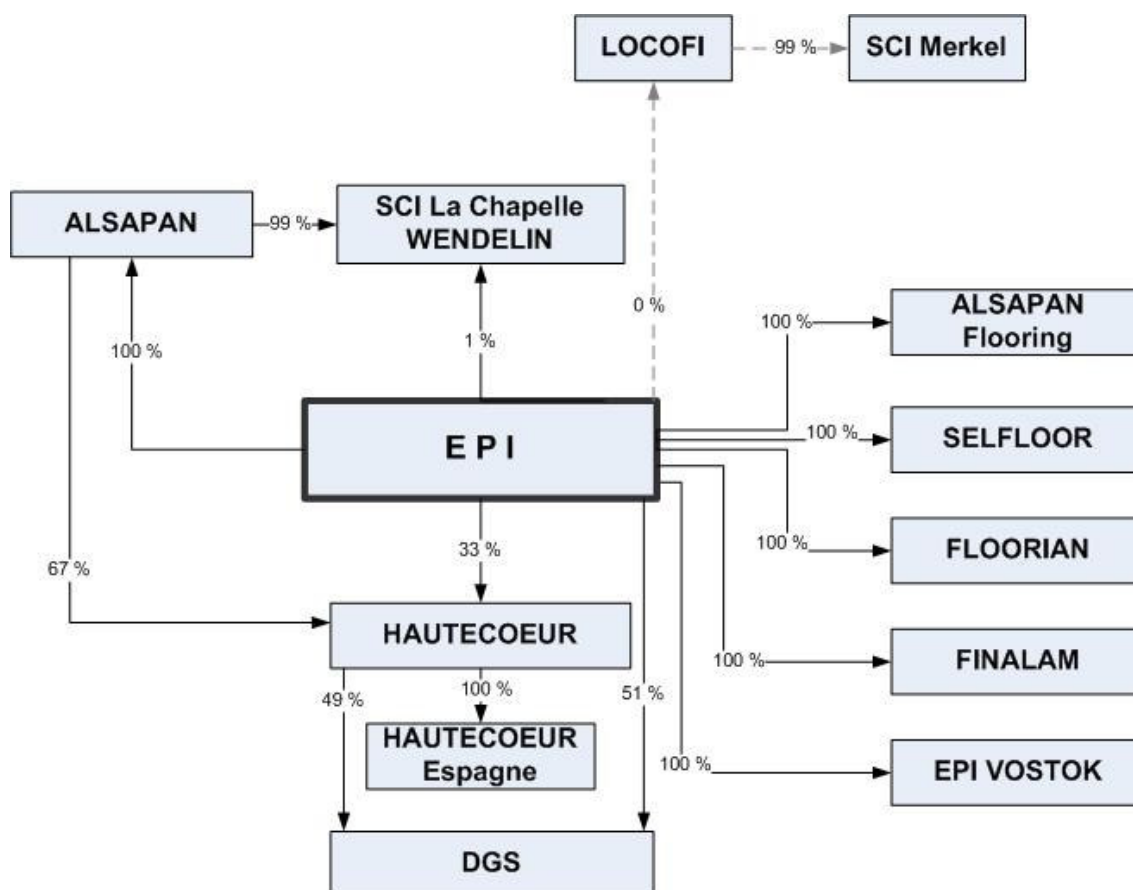 LOCOFI
99 %
SCI Merkel
ALSAPAN
99 %
SCI La Chapelle
WENDELIN
0 %
ALSAPAN
Flooring
100 %
100 %
1 %
E P I
100 %
SELFLOOR
33 %
100 %
FLOORIAN
67 %
HAUTECOEUR
100 %
FINALAM
49 %
100 %
51 %
HAUTECOEUR
Espagne
100 %
EPI VOSTOK
DGS